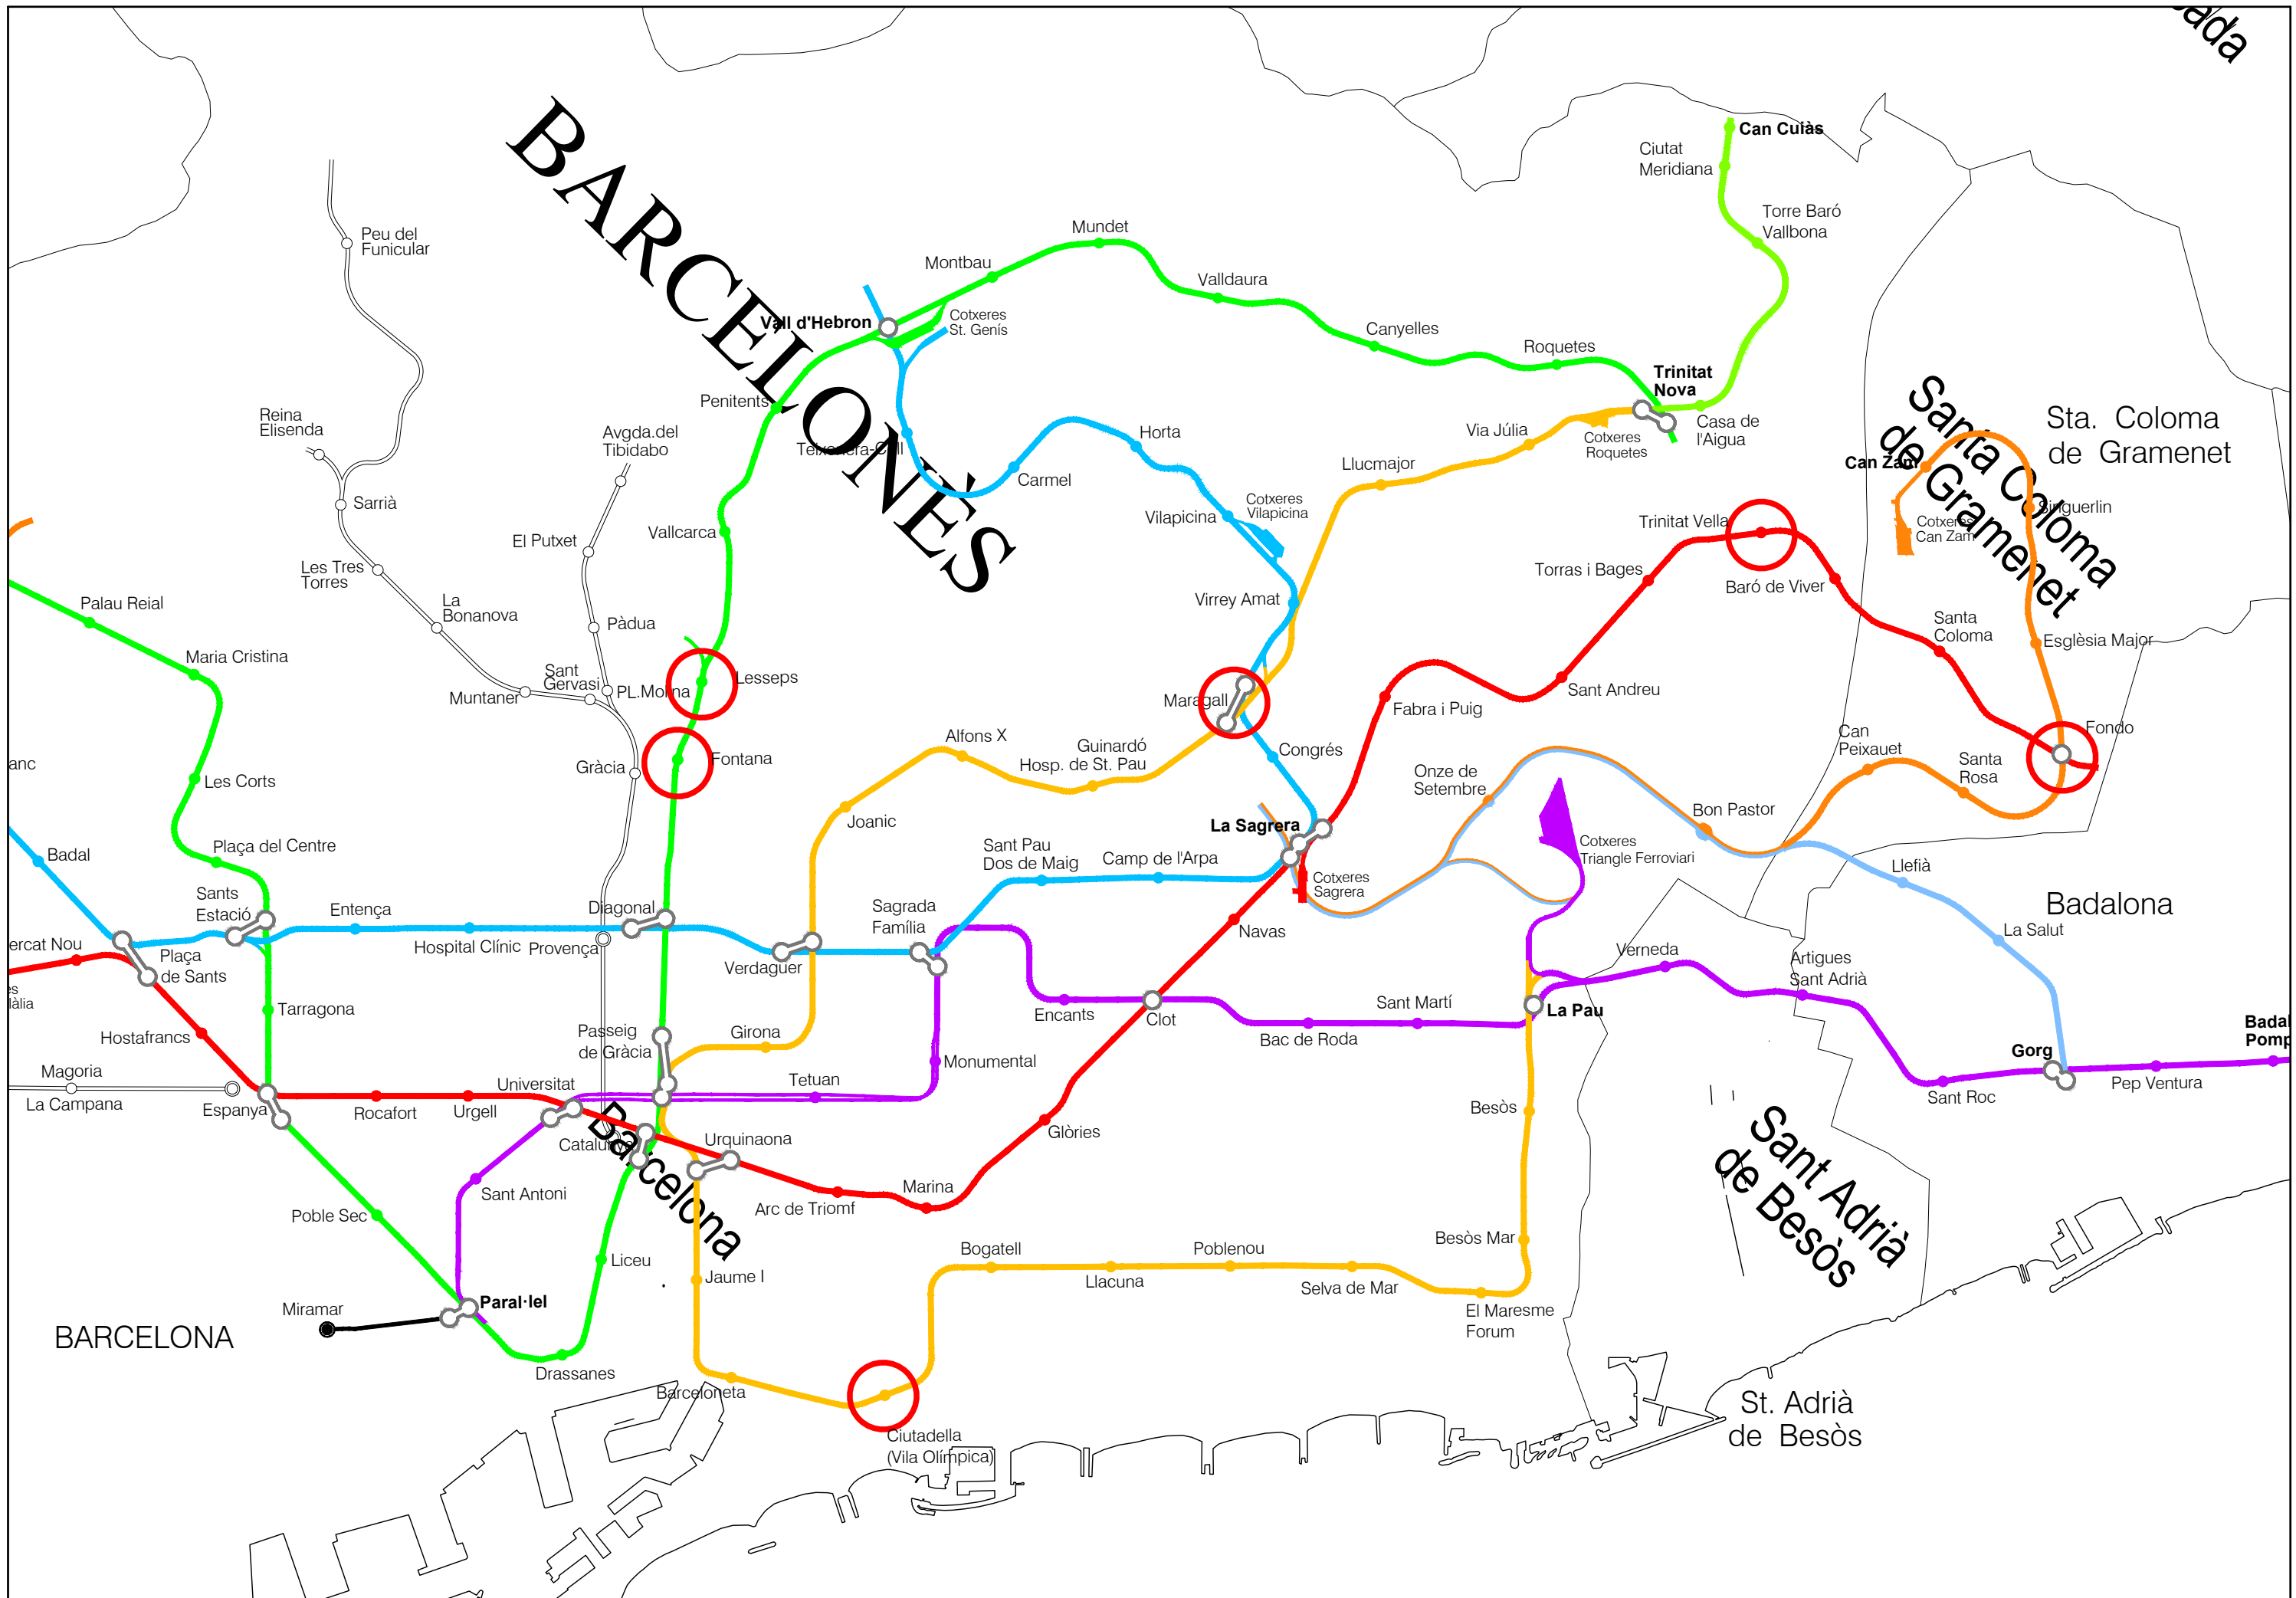 BARCELONÈS
Can Cuiàs
Ciutat
Meridiana
Torre Baró
Vallbona
Peu del
Funicular
Mundet
Montbau
Valldaura
Vall d'Hebron
Cotxeres
St. Genís
Canyelles
Roquetes
Trinitat
Nova
Casa de
l'Aigua
Cotxeres
Roquetes
Via Júlia
Llucmajor
Penitents
Reina
Elisenda
Avgda.del
Tibidabo
Horta
Carmel
Santa Coloma
de Gramenet
Sta. Coloma
de Gramenet
Can Zam
Singuerlin
Cotxeres
Can Zam
Sarrià
El Putxet
Vallcarca
Vilapicina
Cotxeres
Vilapicina
Trinitat Vella
Les Tres
Torres
Torras i Bages
Baró de Viver
Palau Reial
La
Bonanova
Pàdua
Virrey Amat
Santa
Coloma
Església Major
Maria Cristina
Sant
Gervasi
PL.Molina
Muntaner
Lesseps
Maragall
Sant Andreu
Fabra i Puig
Fondo
Les Corts
Gràcia
Fontana
Alfons X
Guinardó
Hosp. de St. Pau
Congrés
Onze de
Setembre
Can
Peixauet
Santa
Rosa
anc
Joanic
La Sagrera
Bon Pastor
Badal
Plaça del Centre
Sant Pau
Dos de Maig
Camp de l'Arpa
Cotxeres
Triangle Ferroviari
Llefià
Cotxeres
Sagrera
Sants
Estació
Entença
Diagonal
Sagrada
Família
Badalona
ercat Nou
Hospital Clínic
Provença
Verdaguer
Navas
Verneda
La Salut
Plaça
de Sants
Artigues
Sant Adrià
es
làlia
Tarragona
Encants
Clot
Sant Martí
La Pau
Hostafrancs
Passeig
de Gràcia
Girona
Bac de Roda
Badal
Pomp
Gorg
Magoria
La Campana
Espanya
Universitat
Tetuan
Monumental
Pep Ventura
Sant Roc
Rocafort
Urgell
Besòs
Barcelona
Urquinaona
Glòries
Sant Adrià
de Besòs
Sant Antoni
Arc de Triomf
Marina
Poble Sec
Liceu
Jaume I
Bogatell
Llacuna
Poblenou
Selva de Mar
Besòs Mar
El Maresme
Forum
Miramar
Paral·lel
BARCELONA
Drassanes
Barceloneta
Ciutadella
(Vila Olímpica)
St. Adrià
de Besòs